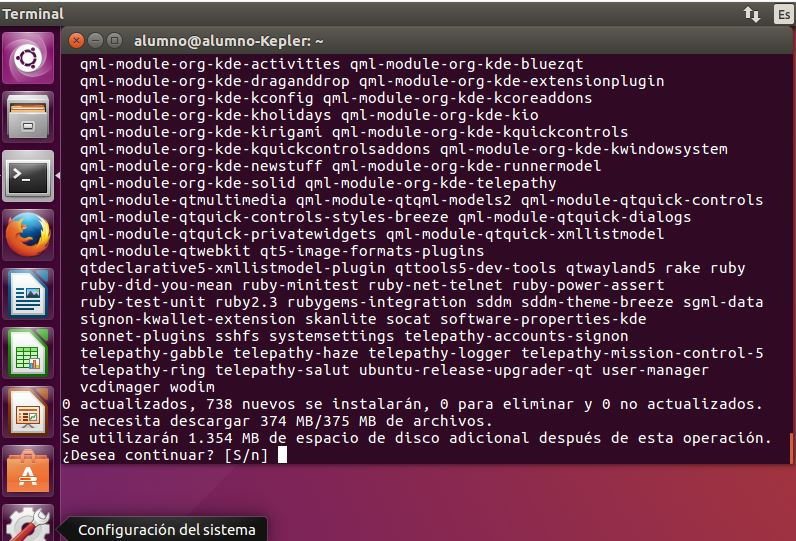 Terminal
Es
alumno@alumno-Kepler: ~
qml-module-org-kde-activities qml-module-org-kde-bluezqt
qml-module-org-kde-draganddrop qml-module-org-kde-extensionplugin
qml-module-org-kde-kconfig qml-module-org-kde-kcoreaddons
qml-module-org-kde-kholidays qml-module-org-kde-kio
qml-module-org-kde-kirigami qml-module-org-kde-kquickcontrols
qml-module-org-kde-kquickcontrolsaddons qml-module-org-kde-kwindowsystem
qml-module-org-kde-newstuff qml-module-org-kde-runnermodel
qml-module-org-kde-solid qml-module-org-kde-telepathy
qml-module-qtmultimedia qml-module-qtqml-models2 qml-module-qtquick-controls
qml-module-qtquick-controls-styles-breeze qml-module-qtquick-dialogs
qml-module-qtquick-privatewidgets qml-module-qtquick-xmllistmodel
qml-module-qtwebkit qt5-image-formats-plugins
qtdeclarative5-xmllistmodel-plugin qttools5-dev-tools qtwayland5 rake ruby
ruby-did-you-mean ruby-minitest ruby-net-telnet ruby-power-assert
ruby-test-unit ruby2.3 rubygems-integration sddm sddm-theme-breeze sgml-data
signon-kwallet-extension skanlite socat software-properties-kde
sonnet-plugins sshfs systemsettings telepathy-accounts-signon
telepathy-gabble telepathy-haze telepathy-logger telepathy-mission-control-5
telepathy-ring telepathy-salut ubuntu-release-upgrader-qt user-manager
vcdimager wodim
0 actualizados, 738 nuevos se instalarán, 0 para eliminar y 0 no actualizados.
Se necesita descargar 374 MB/375 MB de archivos.
Se utilizarán 1.354 MB de espacio de disco adicional después de esta operación.
¿Desea continuar? [S/n]
Configuración del sistema